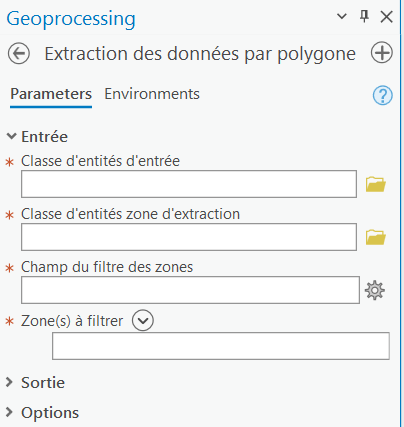 Geoprocessing
Extraction des données par polygone
Parameters Environments
Entrée
* Classe d'entités d'entrée
* Classe d'entités zone d'extraction
* Champ du filtre des zones
* Zone(s) à filtrer
Sortie
Options